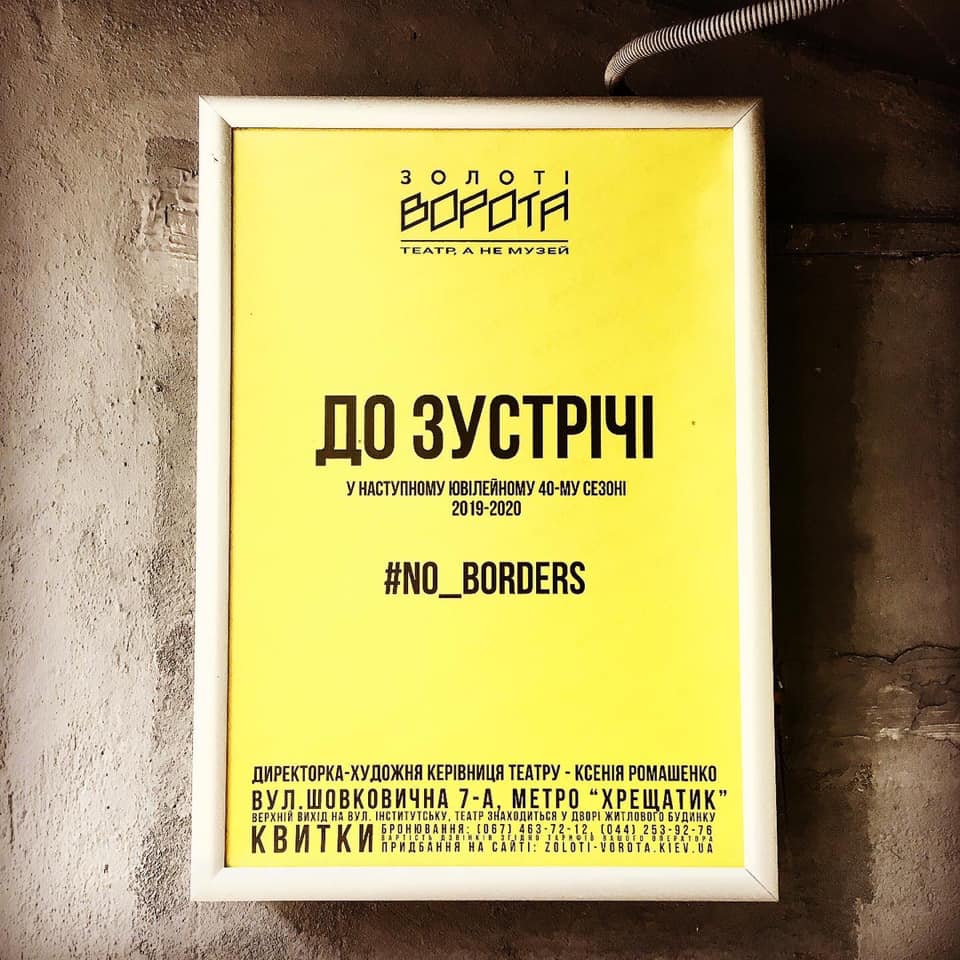 ЗОЛОТІ
ВОРОТА
ТЕАТР, А НЕ МУЗЕЙ
ДО ЗУСТРІЧІ
У НАСТУПНОМУ ЮВІЛЕЙНОМУ 40-МУ СЕЗОНІ
2019-2020
#NO_BORDERS
ДИРЕКТОРКА-ХУДОЖНЯ КЕРІВНИЦЯ ТЕАТРУ - КСЕНІЯ РОМАШЕНКО
ВУЛ.ШОВКОВИЧНА 7-А, МЕТРО “ХРЕЩАТИК”
ВЕРХНІЙ ВИХІД НА ВУЛ. ІНСТИТУТСЬКУ, ТЕАТР ЗНАХОДИТЬСЯ У ДВОРІ ЖИТЛОВОГО БУДИНКУ
КВИТКИ
БРОНЮВАННЯ: (067) 463-72-12, (044) 253-92-76
ВАРТІСТЬ ДЗВІНКІВ ЗГІДНО ТАРИФІВ ВАШОГО ОПЕРАТОРА
ПРИДБАННЯ НА САЙТІ: ZOLOTI-VOROTA.KIEV.UA